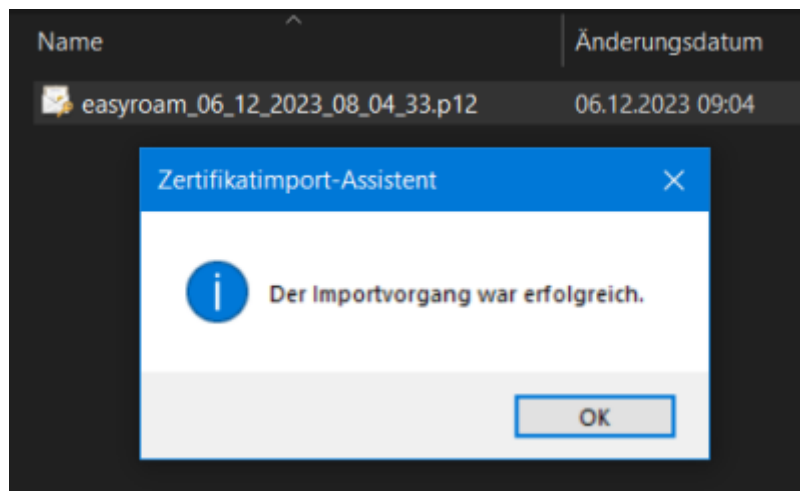 Name Änderungsdatum
easyroam_06_12_2023_08_04_33.p12 06.12.2023 09:04
Zertifikatimport-Assistent
Der Importvorgang war erfolgreich.
OK